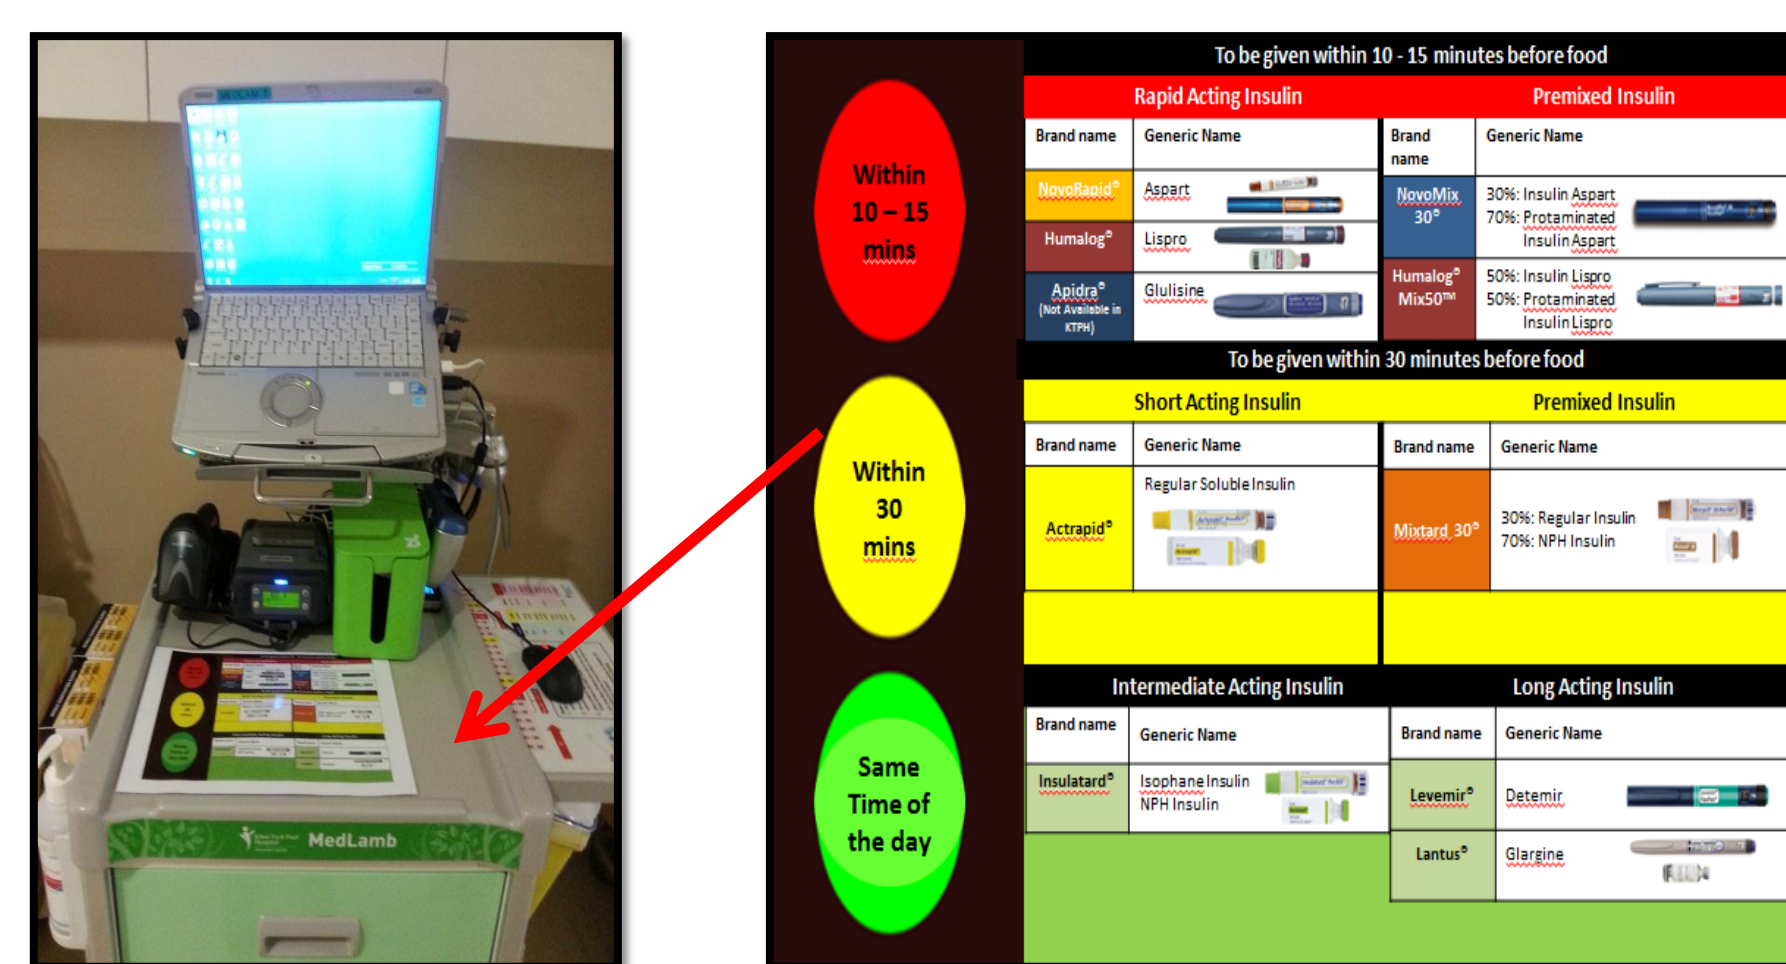 MedLamb
To be given within 10 - 15 minutes before food
Within
10 – 15
mins
Rapid Acting Insulin
Premixed Insulin
Brand name
Generic Name
Brand
name
Generic Name
NovoRapid®
Aspart
NovoMix
30®
30%: Insulin Aspart
70%: Protaminated
Insulin Aspart
Humalog®
Lispro
Humalog®
Mix50™
50%: Insulin Lispro
50%: Protaminated
Insulin Lispro
Apidra®
(Not Available in
KTPH)
Glulisine
To be given within 30 minutes before food
Within
30
mins
Short Acting Insulin
Premixed Insulin
Brand name
Generic Name
Brand name
Generic Name
Actrapid®
Regular Soluble Insulin
Mixtard 30®
30%: Regular Insulin
70%: NPH Insulin
Same
Time of
the day
Intermediate Acting Insulin
Long Acting Insulin
Brand name
Generic Name
Brand name
Generic Name
Insulatard®
Isophane Insulin
NPH Insulin
Levemir®
Detemir
Lantus®
Glargine